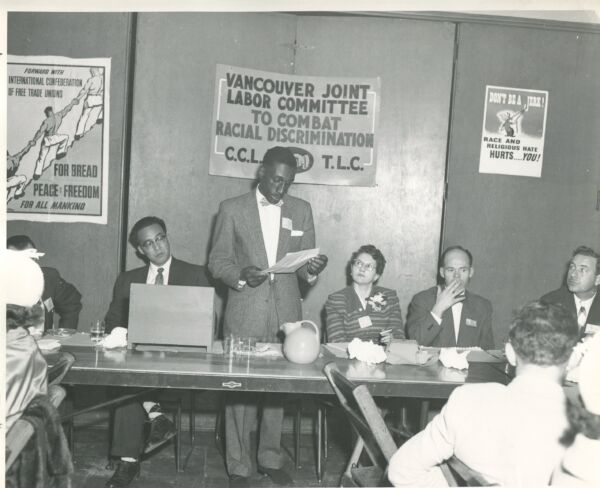 FORWARD WITH
INTERNATIONAL CONFEDERATION
OF FREE TRADE UNIONS
FOR BREAD
PEACE & FREEDOM
FOR ALL MANKIND
VANCOUVER JOINT
LABOR COMMITTEE
TO COMBAT
RACIAL DISCRIMINATION
C.C.L. T.L.C.
DON'T BE A JERK!
RACE AND
RELIGIOUS HATE
HURTS....YOU!